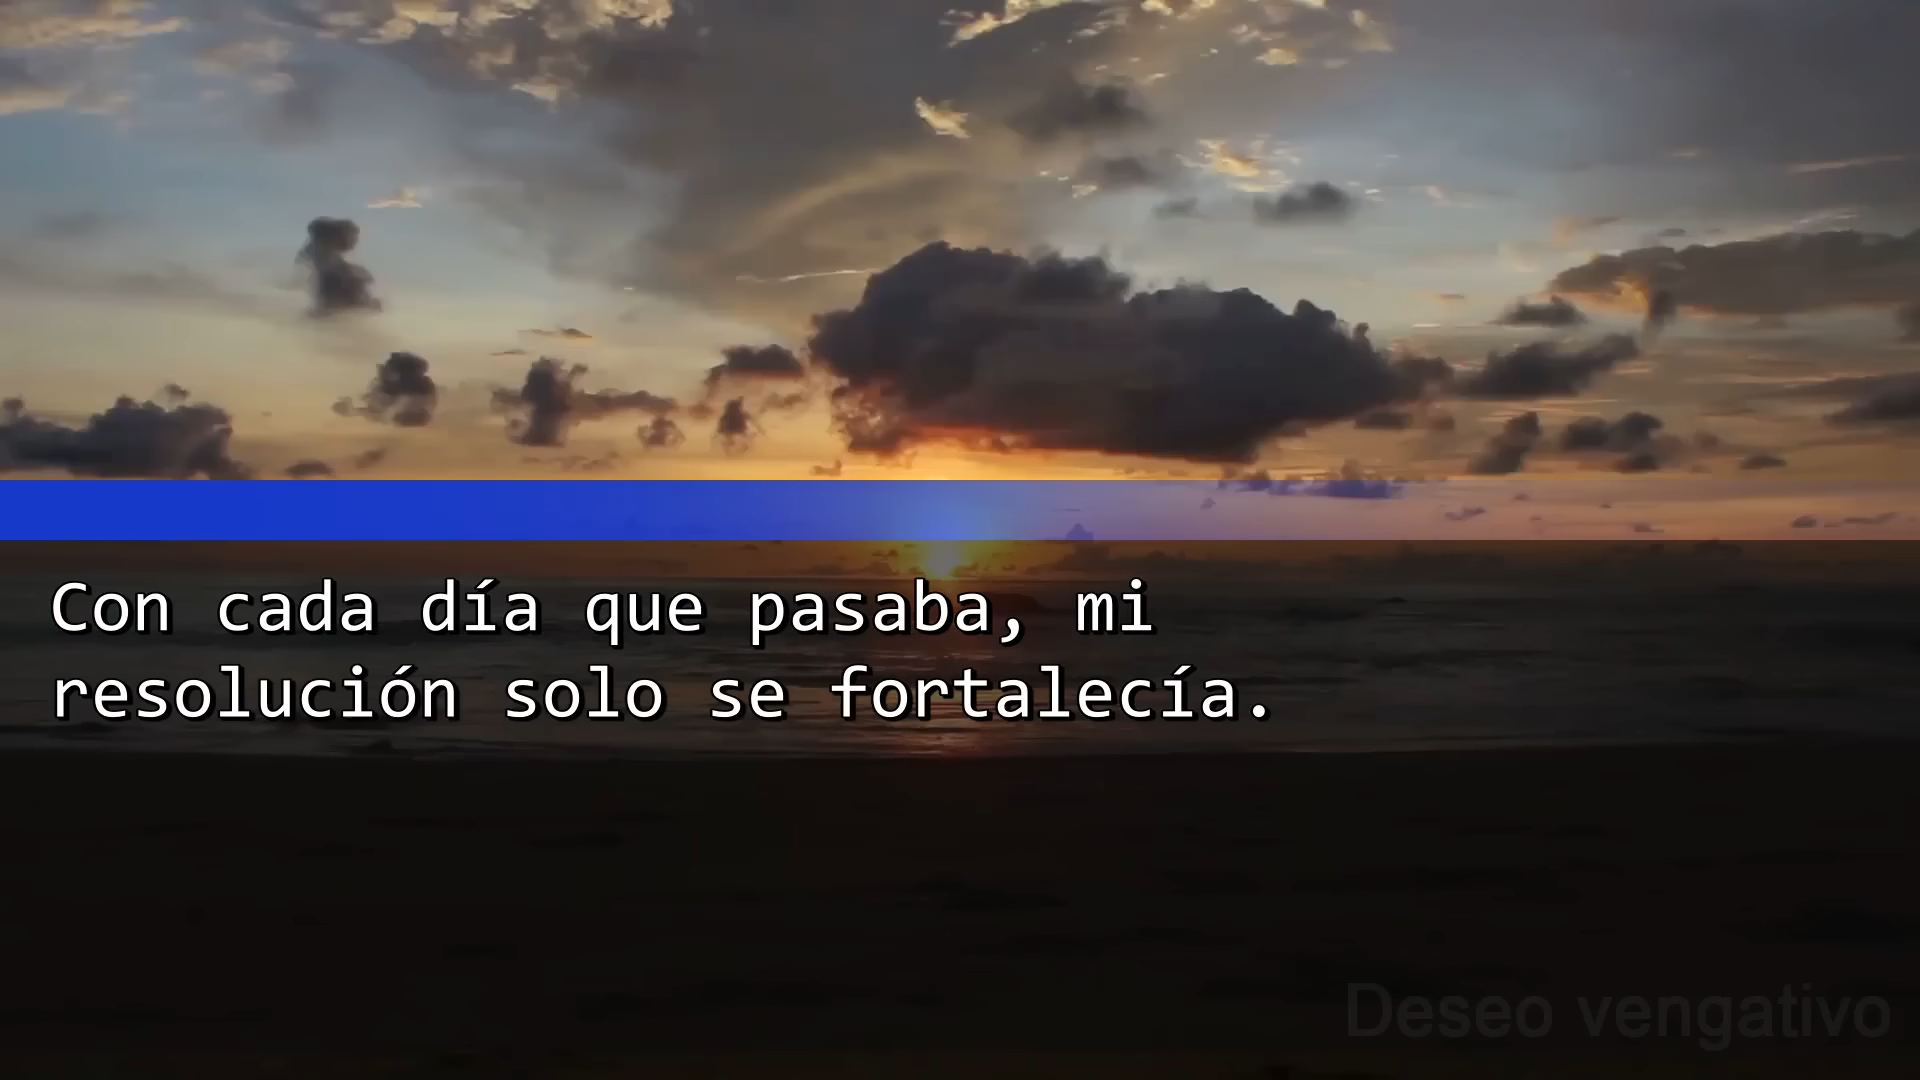 Con cada día que pasaba, mi
resolución solo se fortalecía.
Deseo vengativo